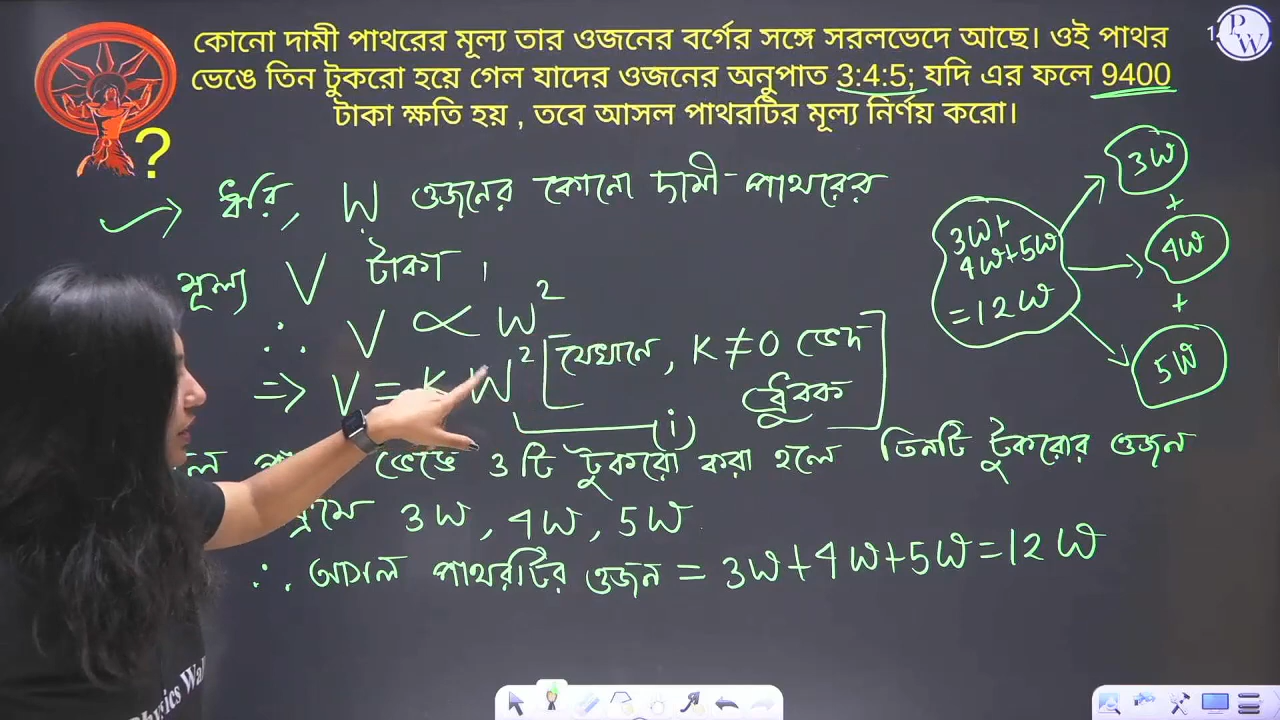 কোনো দামী পাথরের মূল্য তার ওজনের বর্গের সঙ্গে সরলভেদে আছে। ওই পাথর
ভেঙে তিন টুকরো হয়ে গেল যাদের ওজনের অনুপাত 3:4:5; যদি এর ফলে 9400
টাকা ক্ষতি হয় , তবে আসল পাথরটির মূল্য নির্ণয় করো।
?
ধরি, W ওজনের কোনো দামী পাথরের
মূল্য V টাকা ।
∴ V ∝ W²
=> V = K W² [যেখানে, K ≠ 0 ভেদ
ধ্রুবক]
(i)
ভেঙে 3 টি টুকরো করা হলে তিনটি টুকরোর ওজন
3W, 4W, 5W
∴ আসল পাথরটির ওজন = 3W+4W+5W=12W
3W+
4W+5W
=12W
3W
+
4W
+
5W
PW